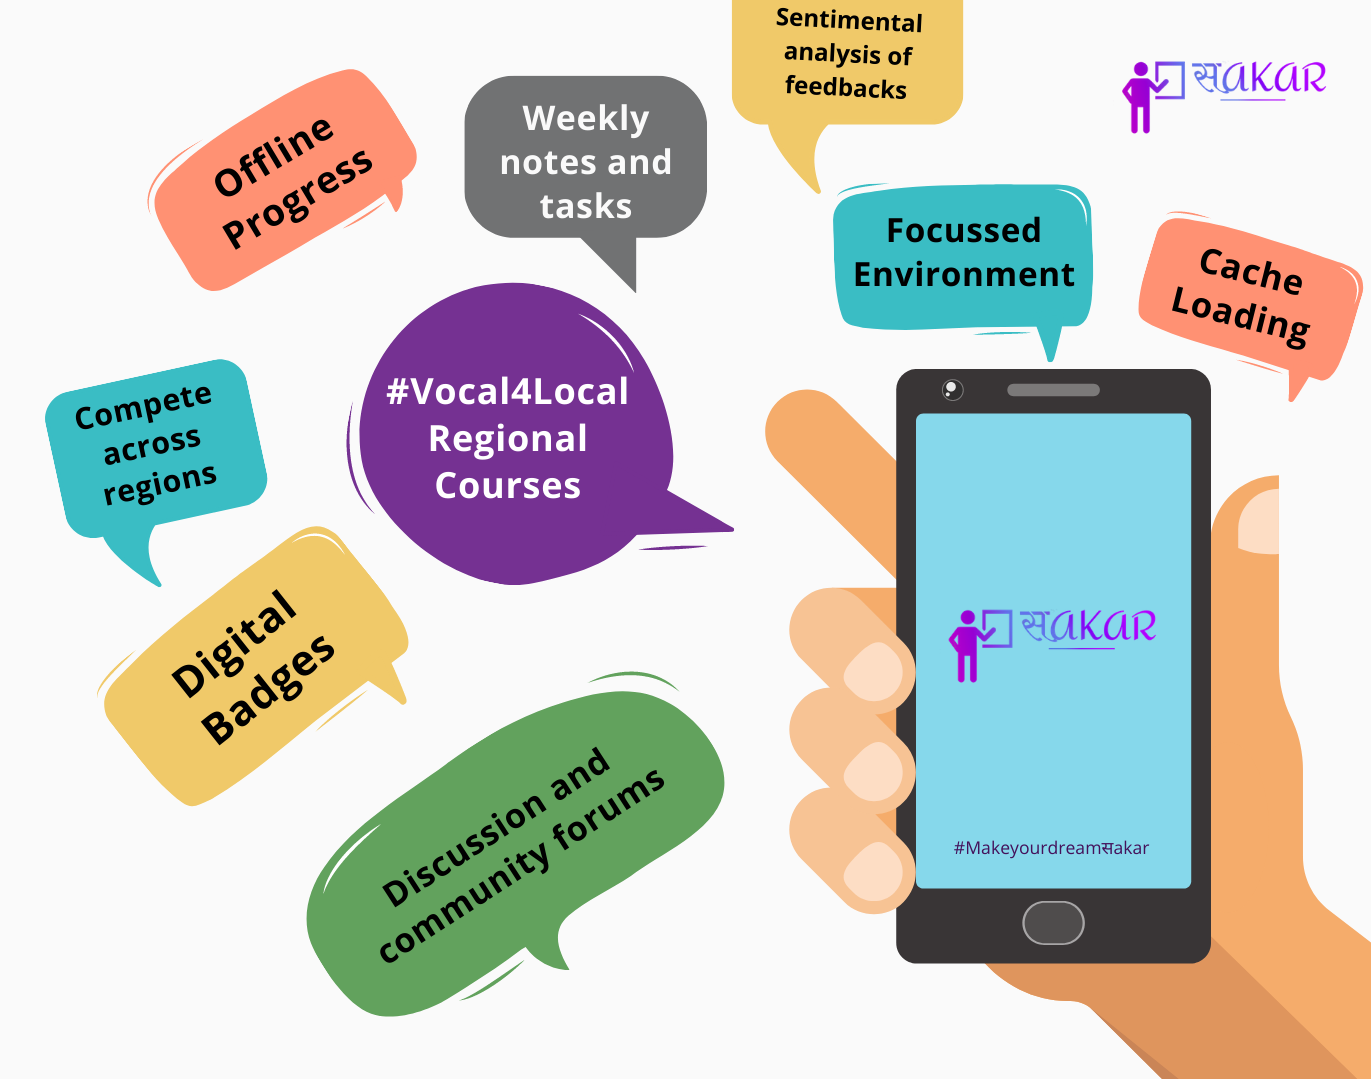 Sentimental
analysis of
feedbacks
सAKAR
Offline
Progress
Weekly
notes and
tasks
Focussed
Environment
Cache
Loading
Compete
across
regions
#Vocal4Local
Regional
Courses
Digital
Badges
Discussion and
community forums
सAKAR
#Makeyourdreamसakar